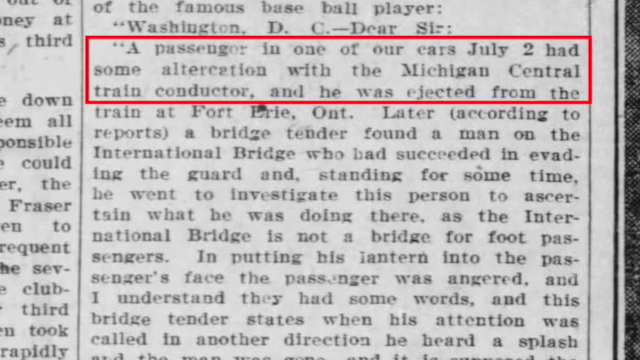 out of
oney at
s third
e down
eem all
ponsible
e could
er, the
Fraser
en to
requent
he sev-
e club-
third
en took
rapidly
of the famous base ball player:
"Washington, D. C.—Dear Sir:
"A passenger in one of our cars July 2 had
some altercation with the Michigan Central
train conductor, and he was ejected from the
train at Fort Erie, Ont. Later (according to
reports) a bridge tender found a man on the
International Bridge who had succeeded in evad-
ing the guard and, standing for some time,
he went to investigate this person to ascer-
tain what he was doing there, as the Inter-
national Bridge is not a bridge for foot pas-
sengers. In putting his lantern into the pas-
senger's face the passenger was angered, and
I understand they had some words, and this
bridge tender states when his attention was
called in another direction he heard a splash
and the man was gone, and it is supposed the